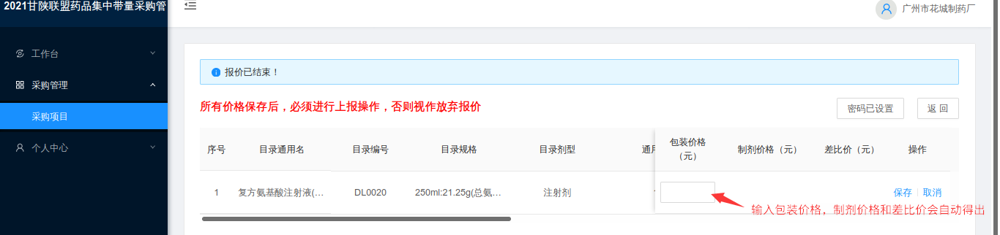 2021甘陕联盟药品集中带量采购管
广州市花城制药厂
工作台
采购管理
采购项目
个人中心
报价已结束！
所有价格保存后，必须进行上报操作，否则视作放弃报价
密码已设置
返 回
序号 目录通用名 目录编号 目录规格 目录剂型 通用 包装价格（元） 制剂价格（元） 差比价（元） 操作
1 复方氨基酸注射液(… DL0020 250ml:21.25g(总氨… 注射剂 保存 取消
输入包装价格，制剂价格和差比价会自动得出